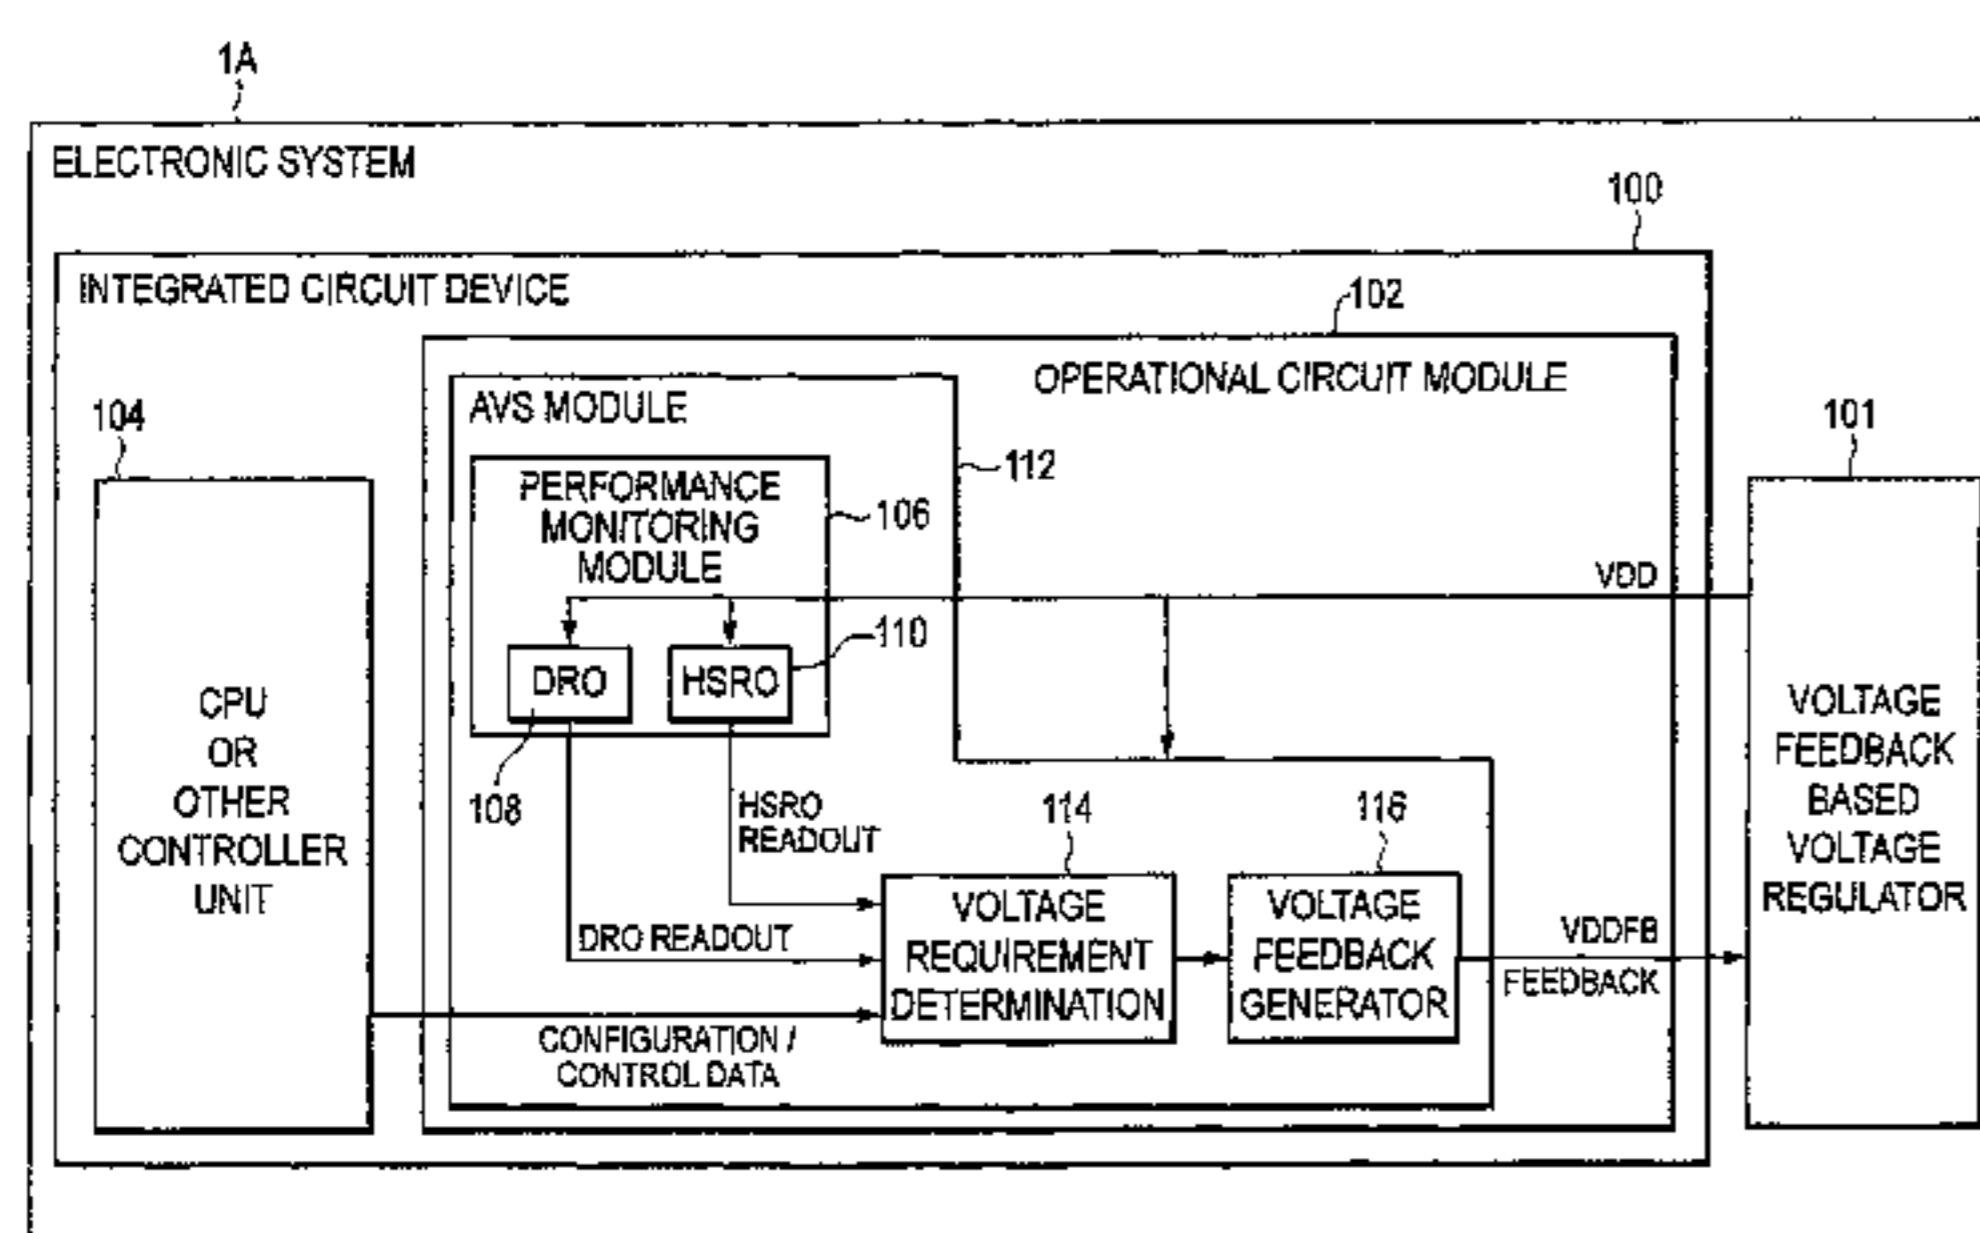 1A
ELECTRONIC SYSTEM
100
INTEGRATED CIRCUIT DEVICE
102
OPERATIONAL CIRCUIT MODULE
AVS MODULE
104
101
112
PERFORMANCE
MONITORING
MODULE
106
VDD
110
DRO
HSRO
108
CPU
OR
OTHER
CONTROLLER
UNIT
HSRO
READOUT
114
116
VOLTAGE
FEEDBACK
BASED
VOLTAGE
REGULATOR
DRO READOUT
VOLTAGE
REQUIREMENT
DETERMINATION
VOLTAGE
FEEDBACK
GENERATOR
VDDFB
FEEDBACK
CONFIGURATION /
CONTROL DATA